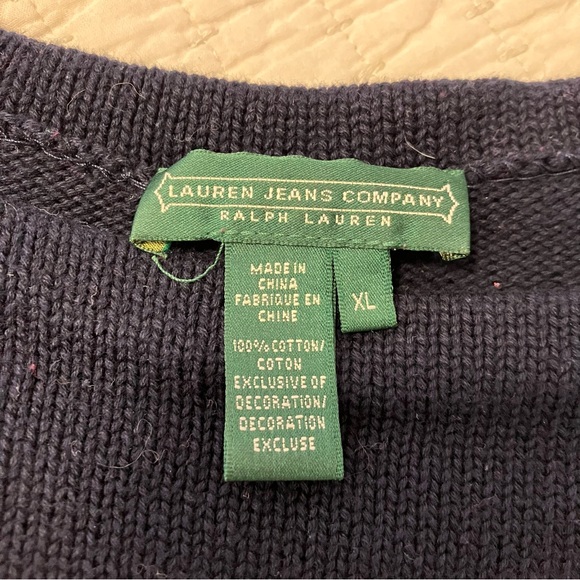 LAUREN JEANS COMPANY
RALPH LAUREN
MADE IN
CHINA
FABRIQUE EN
CHINE
XL
100% COTTON/
COTON
EXCLUSIVE OF
DECORATION/
DECORATION
EXCLUSE